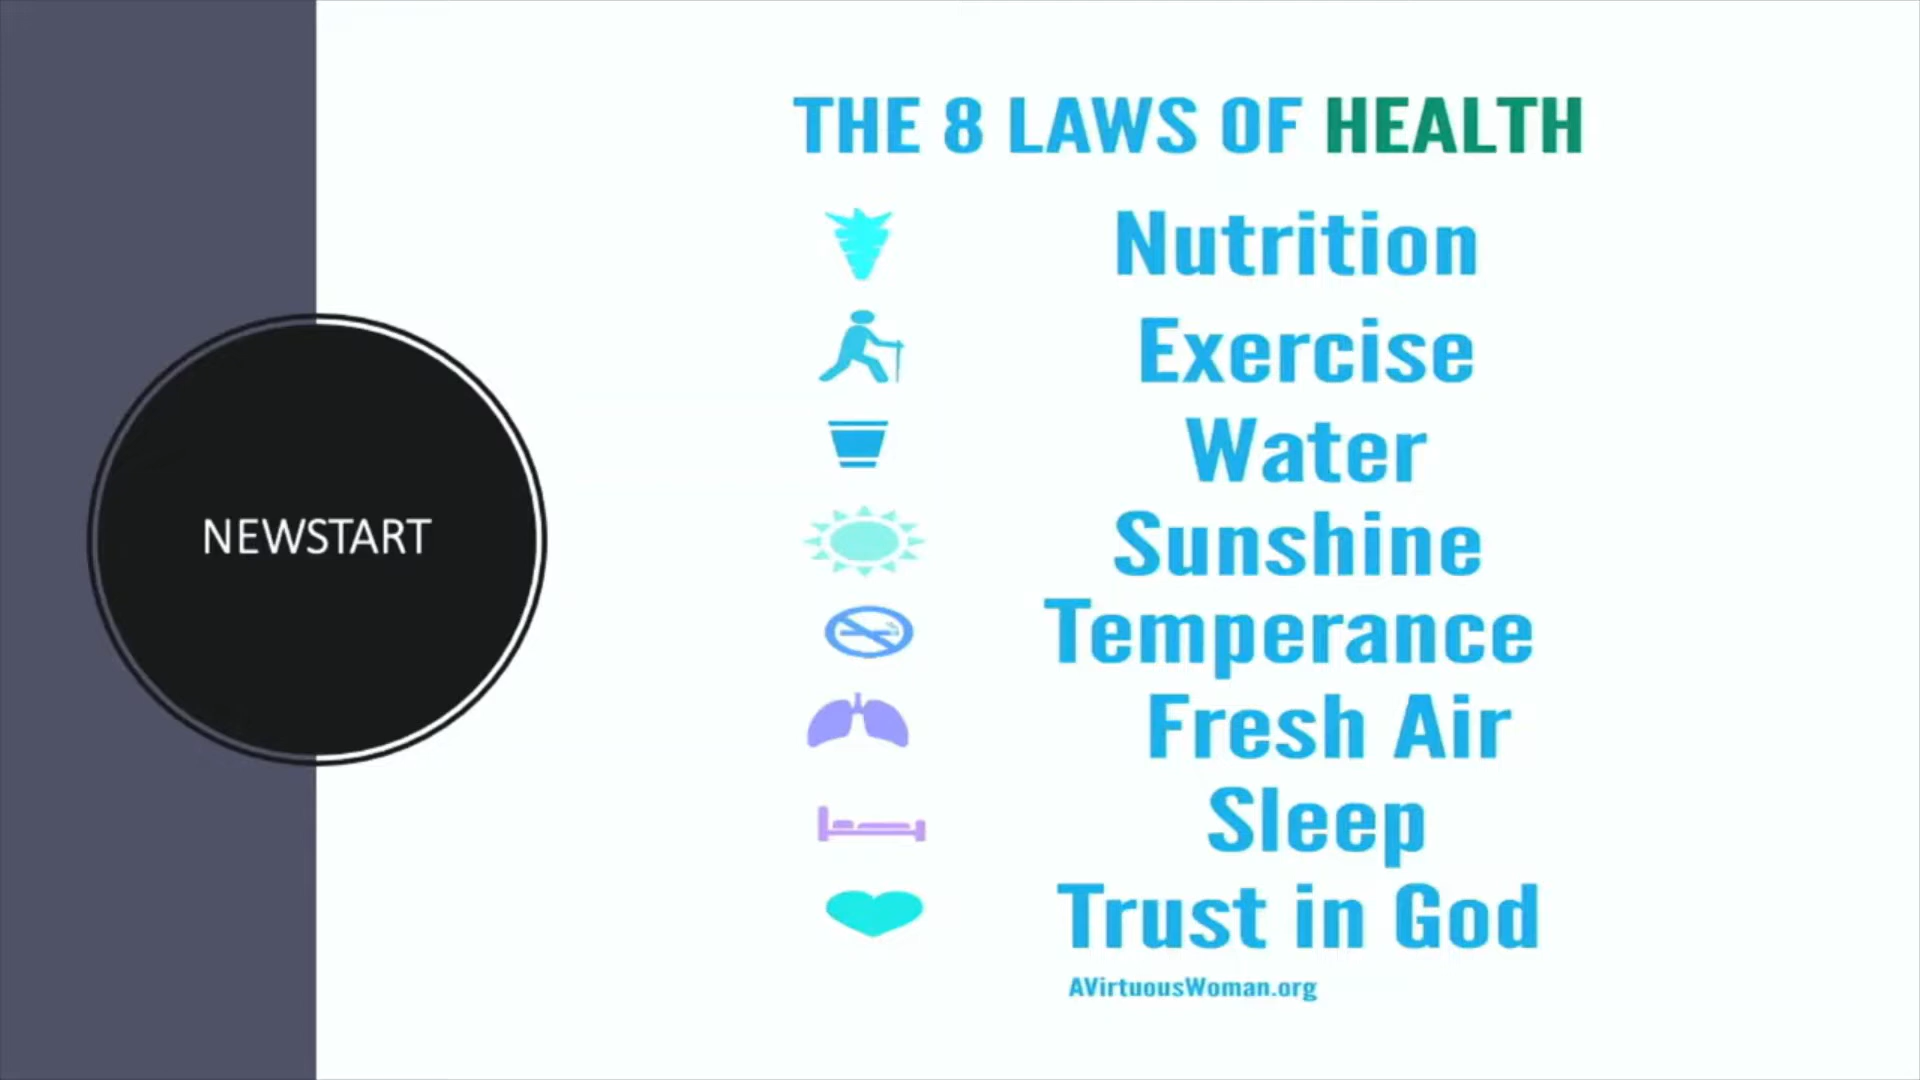 NEWSTART
THE 8 LAWS OF HEALTH
Nutrition
Exercise
Water
Sunshine
Temperance
Fresh Air
Sleep
Trust in God
AVirtuousWoman.org